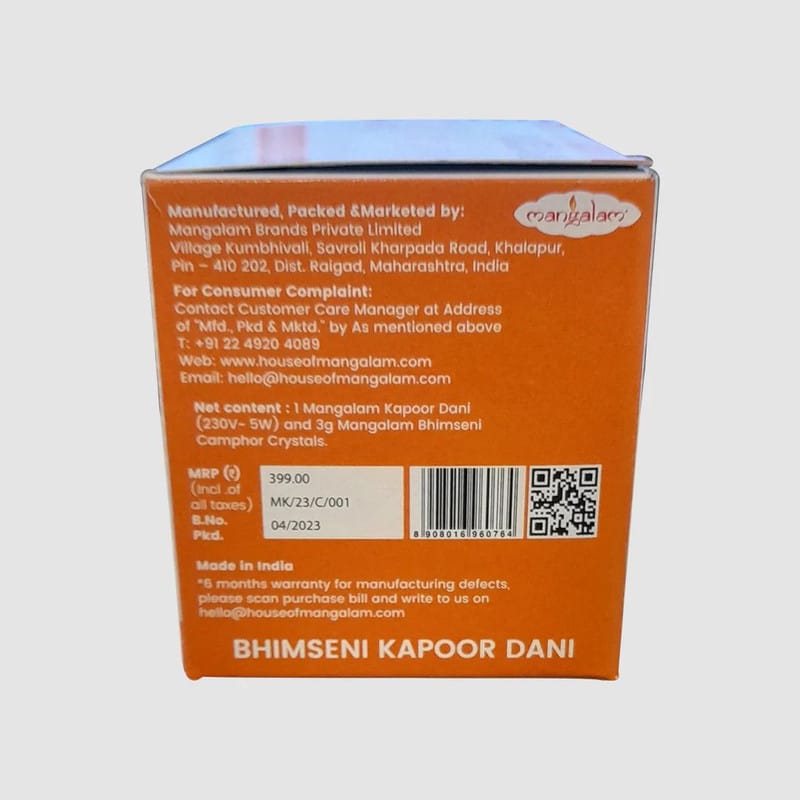 Manufactured, Packed &Marketed by:
mangalam
Mangalam Brands Private Limited
Village Kumbhivali, Savroli Kharpada Road, Khalapur,
Pin – 410 202, Dist. Raigad, Maharashtra, India
For Consumer Complaint:
Contact Customer Care Manager at Address
of "Mfd., Pkd & Mktd." by As mentioned above
T: +91 22 4920 4089
Web: www.houseofmangalam.com
Email: hello@houseofmangalam.com
Net content : 1 Mangalam Kapoor Dani
(230V- 5W) and 3g Mangalam Bhimseni
Camphor Crystals.
MRP (₹)
(Incl .of
all taxes)
B.No.
Pkd.
399.00
MK/23/C/001
04/2023
8 908016 960764
Made in India
*6 months warranty for manufacturing defects,
please scan purchase bill and write to us on
hello@houseofmangalam.com
BHIMSENI KAPOOR DANI